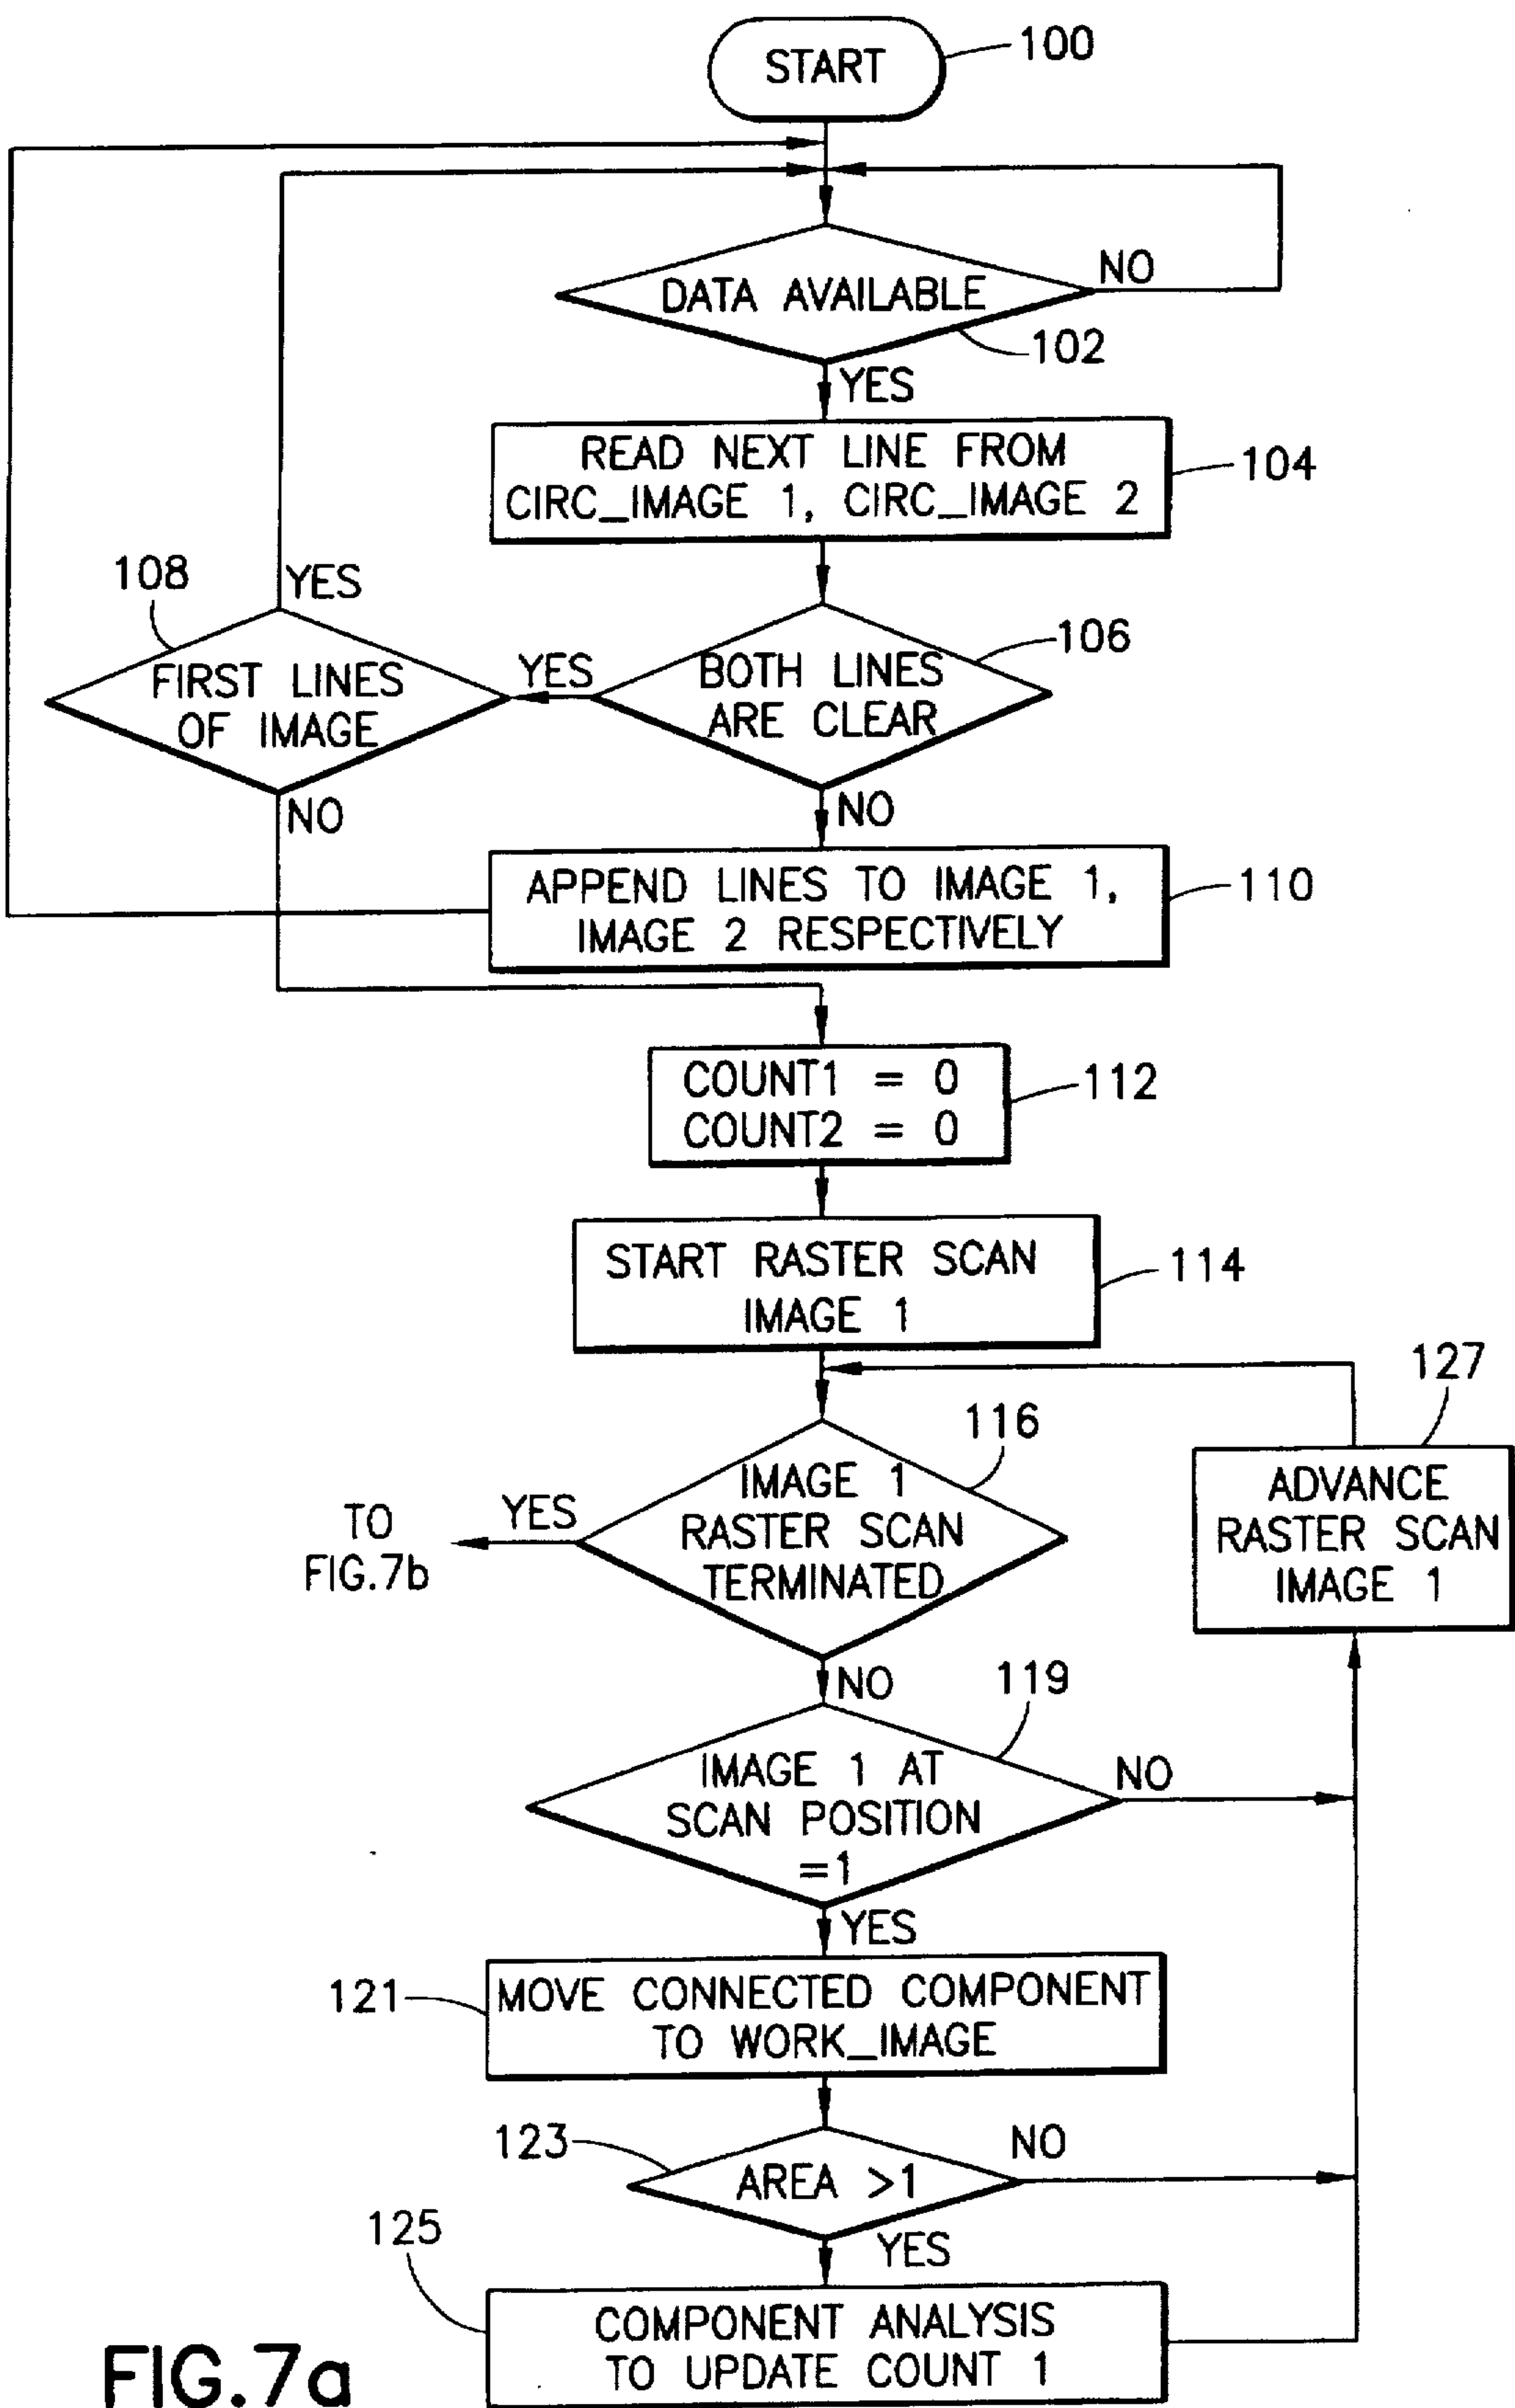 START
100
DATA AVAILABLE
NO
102
YES
READ NEXT LINE FROM
CIRC_IMAGE 1, CIRC_IMAGE 2
104
108
YES
FIRST LINES
OF IMAGE
YES
BOTH LINES
ARE CLEAR
106
NO
NO
APPEND LINES TO IMAGE 1,
IMAGE 2 RESPECTIVELY
110
COUNT1 = 0
COUNT2 = 0
112
START RASTER SCAN
IMAGE 1
114
127
116
IMAGE 1
RASTER SCAN
TERMINATED
YES
TO
FIG.7b
ADVANCE
RASTER SCAN
IMAGE 1
NO
119
IMAGE 1 AT
SCAN POSITION
=1
NO
YES
121
MOVE CONNECTED COMPONENT
TO WORK_IMAGE
123
AREA >1
NO
YES
125
COMPONENT ANALYSIS
TO UPDATE COUNT 1
FIG.7a